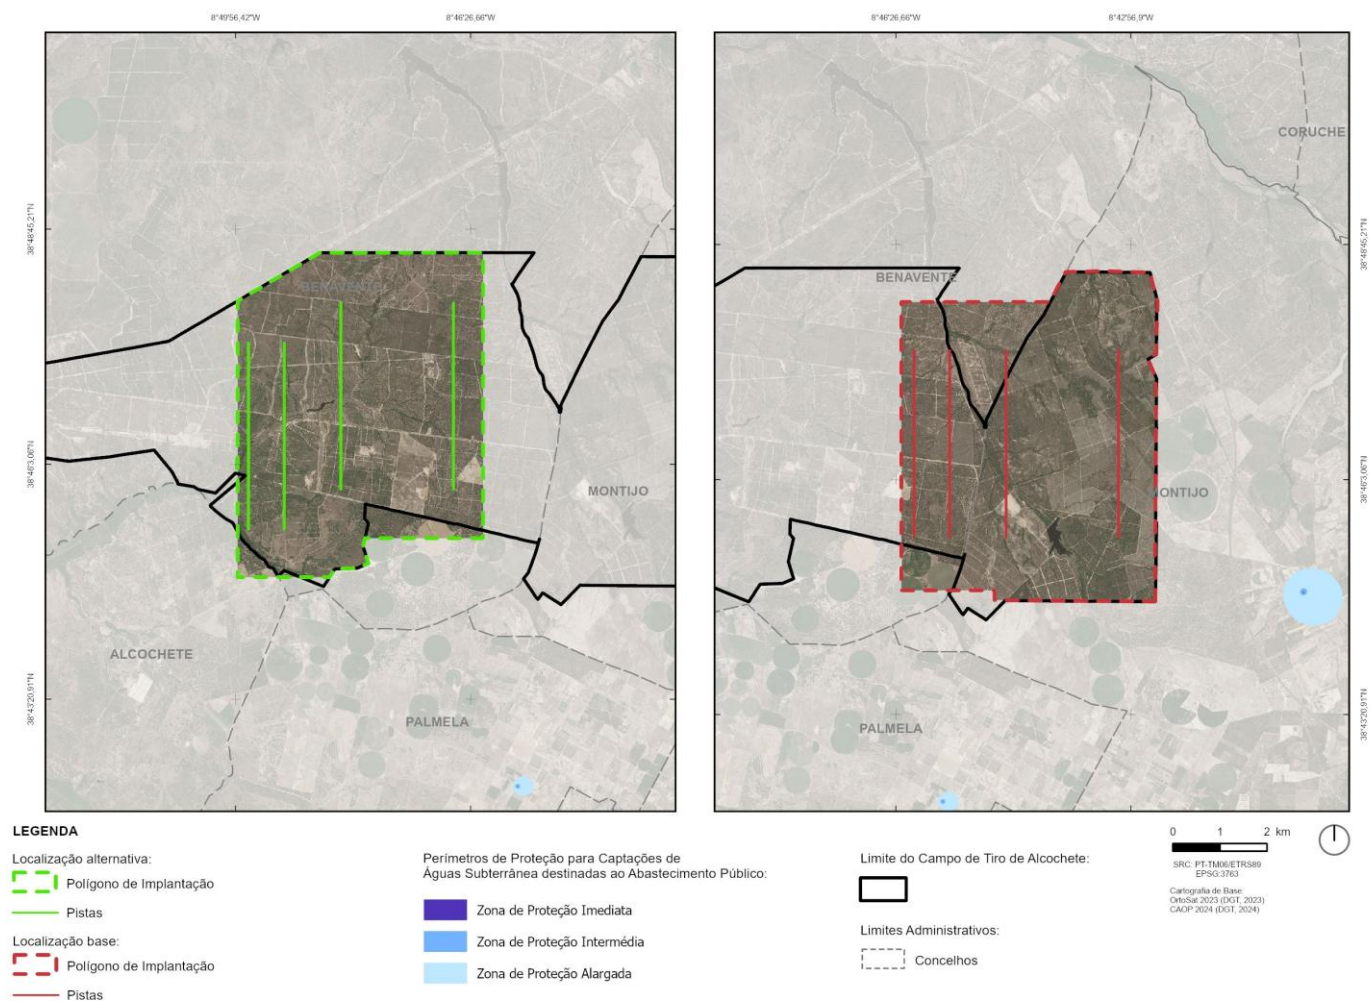 8°49'56,42"W
8°46'26,66"W
8°46'26,66"W
8°42'56,9"W
38°48'45,21"N
38°46'3,06"N
38°43'20,91"N
BENAVENTE
MONTIJO
ALCOCHETE
PALMELA
CORUCHE
BENAVENTE
MONTIJO
PALMELA
38°48'45,21"N
38°46'3,06"N
38°43'20,91"N
LEGENDA
Localização alternativa:
Polígono de Implantação
Pistas
Localização base:
Polígono de Implantação
Pistas
Perímetros de Proteção para Captações de
Águas Subterrânea destinadas ao Abastecimento Público:
Zona de Proteção Imediata
Zona de Proteção Intermédia
Zona de Proteção Alargada
Limite do Campo de Tiro de Alcochete:
Limites Administrativos:
Concelhos
0 1 2 km
SRC: PT-TM06/ETRS89
EPSG:3763
Cartografia de Base:
OrtoSat 2023 (DGT, 2023)
CAOP 2024 (DGT, 2024)